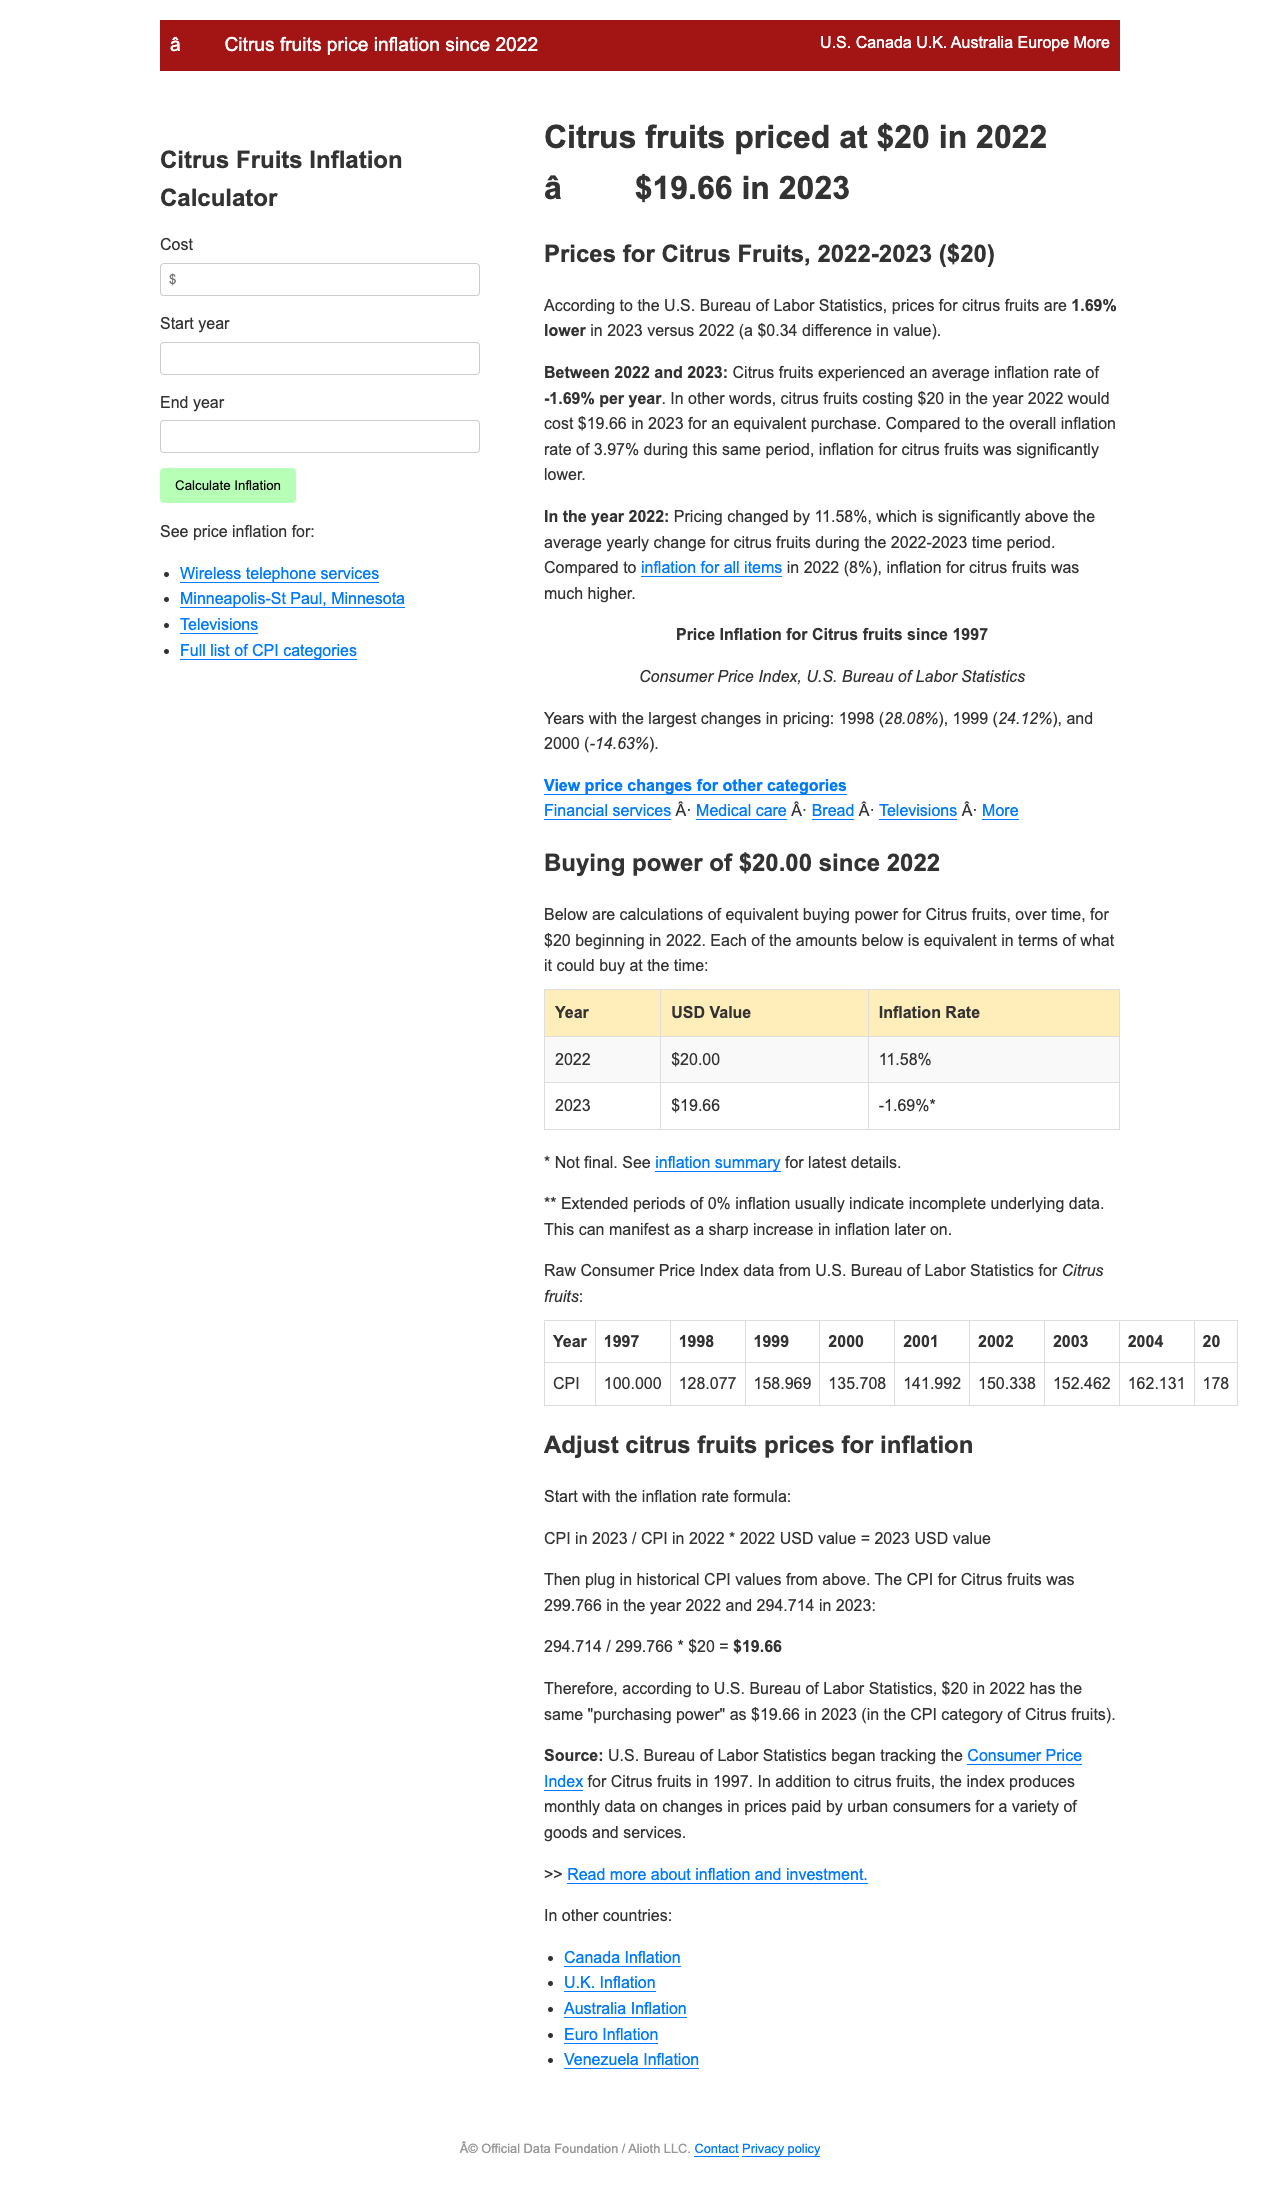 â Citrus fruits price inflation since 2022
U.S. Canada U.K. Australia Europe More
Citrus Fruits Inflation
Calculator
Cost
$
Start year
End year
Calculate Inflation
See price inflation for:
• Wireless telephone services
• Minneapolis-St Paul, Minnesota
• Televisions
• Full list of CPI categories
Citrus fruits priced at $20 in 2022
â $19.66 in 2023
Prices for Citrus Fruits, 2022-2023 ($20)
According to the U.S. Bureau of Labor Statistics, prices for citrus fruits are 1.69%
lower in 2023 versus 2022 (a $0.34 difference in value).
Between 2022 and 2023: Citrus fruits experienced an average inflation rate of
-1.69% per year. In other words, citrus fruits costing $20 in the year 2022 would
cost $19.66 in 2023 for an equivalent purchase. Compared to the overall inflation
rate of 3.97% during this same period, inflation for citrus fruits was significantly
lower.
In the year 2022: Pricing changed by 11.58%, which is significantly above the
average yearly change for citrus fruits during the 2022-2023 time period.
Compared to inflation for all items in 2022 (8%), inflation for citrus fruits was
much higher.
Price Inflation for Citrus fruits since 1997
Consumer Price Index, U.S. Bureau of Labor Statistics
Years with the largest changes in pricing: 1998 (28.08%), 1999 (24.12%), and
2000 (-14.63%).
View price changes for other categories
Financial services Â· Medical care Â· Bread Â· Televisions Â· More
Buying power of $20.00 since 2022
Below are calculations of equivalent buying power for Citrus fruits, over time, for
$20 beginning in 2022. Each of the amounts below is equivalent in terms of what
it could buy at the time:
Year USD Value Inflation Rate
2022 $20.00 11.58%
2023 $19.66 -1.69%*
* Not final. See inflation summary for latest details.
** Extended periods of 0% inflation usually indicate incomplete underlying data.
This can manifest as a sharp increase in inflation later on.
Raw Consumer Price Index data from U.S. Bureau of Labor Statistics for Citrus
fruits:
Year 1997 1998 1999 2000 2001 2002 2003 2004 20
CPI 100.000 128.077 158.969 135.708 141.992 150.338 152.462 162.131 178
Adjust citrus fruits prices for inflation
Start with the inflation rate formula:
CPI in 2023 / CPI in 2022 * 2022 USD value = 2023 USD value
Then plug in historical CPI values from above. The CPI for Citrus fruits was
299.766 in the year 2022 and 294.714 in 2023:
294.714 / 299.766 * $20 = $19.66
Therefore, according to U.S. Bureau of Labor Statistics, $20 in 2022 has the
same "purchasing power" as $19.66 in 2023 (in the CPI category of Citrus fruits).
Source: U.S. Bureau of Labor Statistics began tracking the Consumer Price
Index for Citrus fruits in 1997. In addition to citrus fruits, the index produces
monthly data on changes in prices paid by urban consumers for a variety of
goods and services.
>> Read more about inflation and investment.
In other countries:
• Canada Inflation
• U.K. Inflation
• Australia Inflation
• Euro Inflation
• Venezuela Inflation
Â© Official Data Foundation / Alioth LLC. Contact Privacy policy